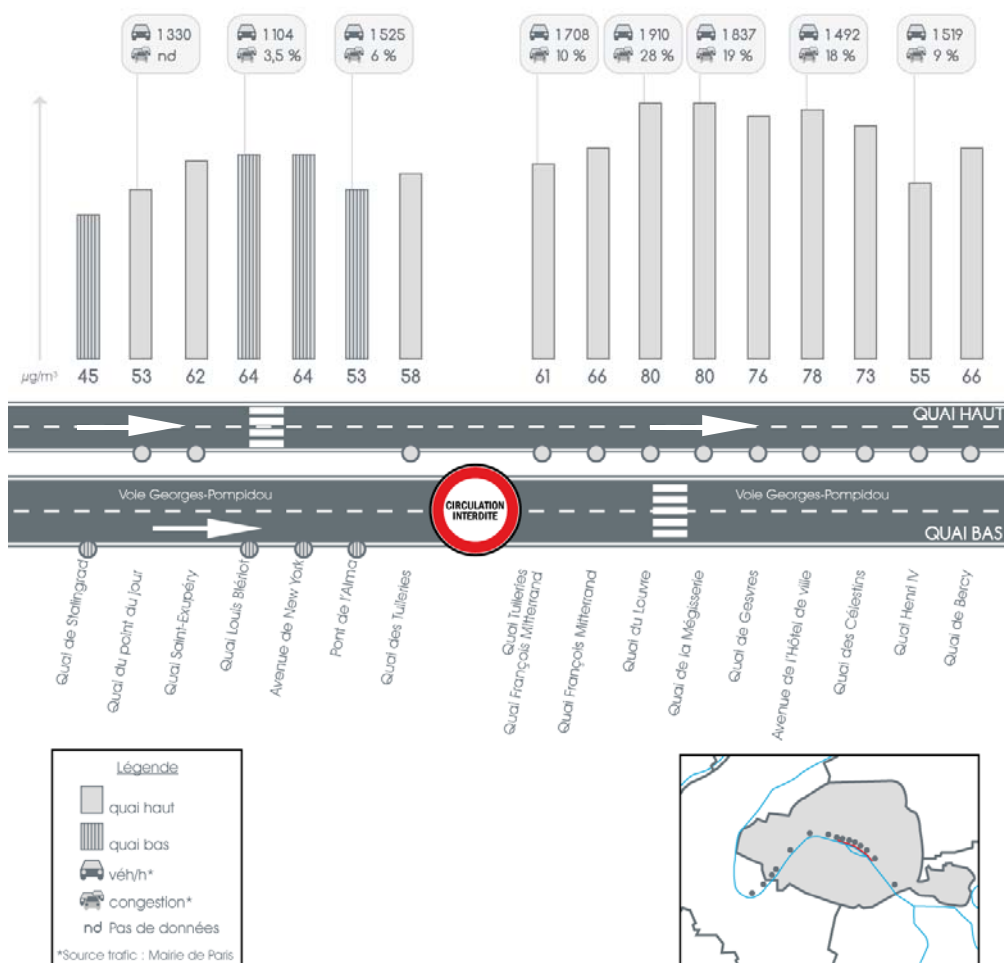 1 330
nd
1 104
3,5 %
1 525
6 %
1 708
10 %
1 910
28 %
1 837
19 %
1 492
18 %
1 519
9 %
µg/m³ 45 53 62 64 64 53 58 61 66 80 80 76 78 73 55 66
QUAI HAUT
Voie Georges-Pompidou
CIRCULATION
INTERDITE
Voie Georges-Pompidou
QUAI BAS
Quai de Stalingrad
Quai du point du jout
Quai Saint-Exupéry
Quai Louis Blériot
Avenue de New York
Pont de l'Alma
Quai des Tuileries
Quai Tuileries
Quai François Mitterrand
Quai François Mitterrand
Quai du Louvre
Quai de la Mégisserie
Quai de Gesvres
Avenue de l'Hôtel de ville
Quai des Célestins
Quai Henri IV
Quai de Bercy
Légende
quai haut
quai bas
véh/h*
congestion*
nd Pas de données
*Source trafic : Mairie de Paris